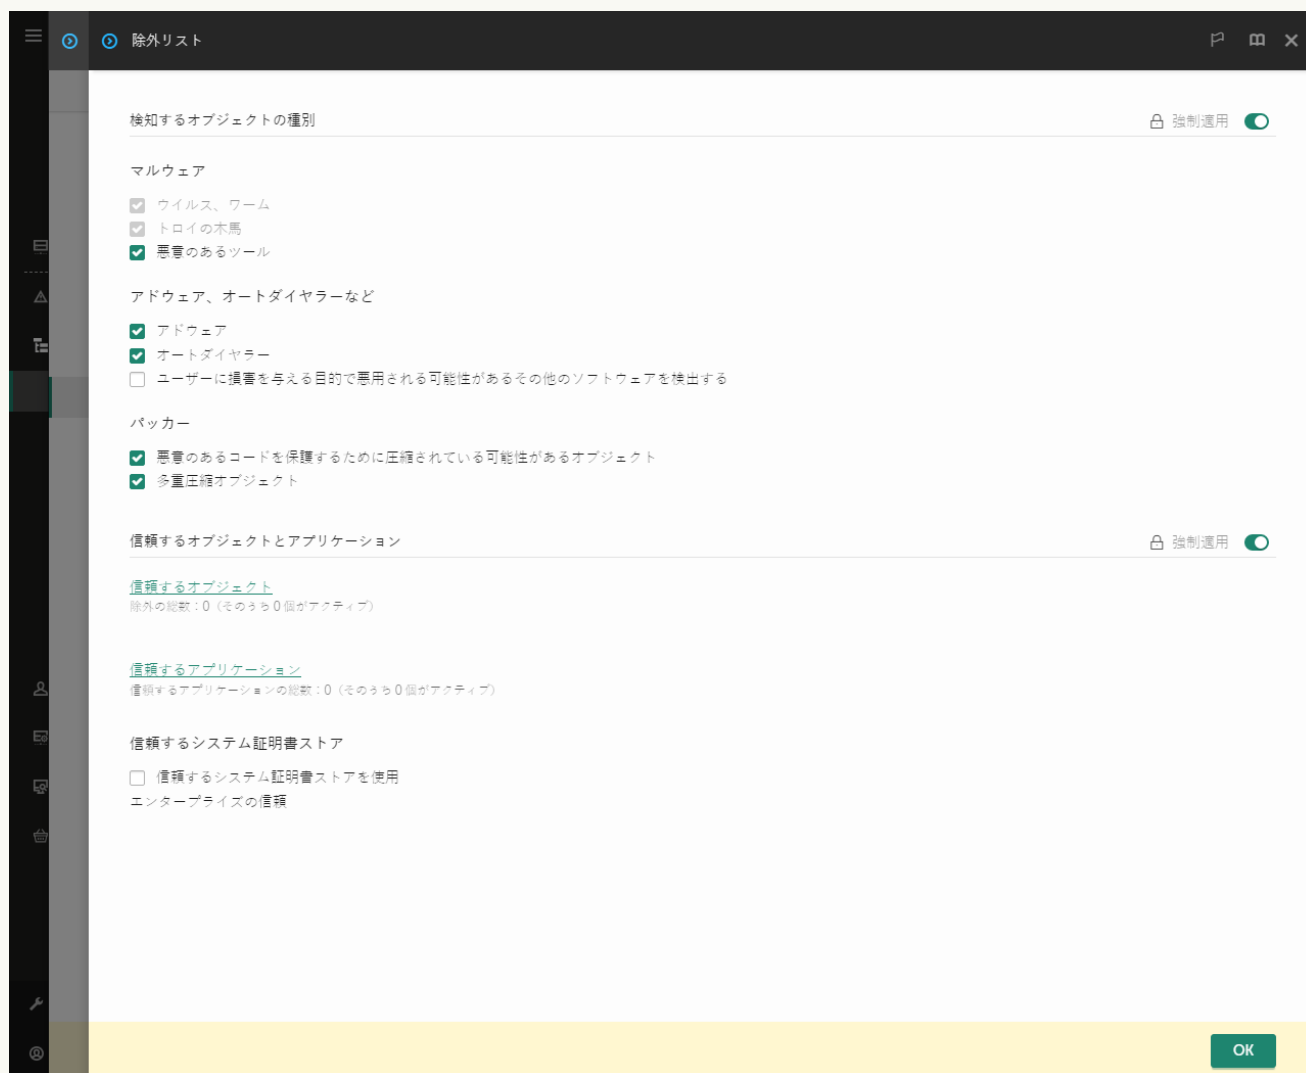 除外リスト
検知するオブジェクトの種別
強制適用
マルウェア
ウイルス、ワーム
トロイの木馬
悪意のあるツール
アドウェア、オートダイヤラーなど
アドウェア
オートダイヤラー
ユーザーに損害を与える目的で悪用される可能性があるその他のソフトウェアを検出する
パッカー
悪意のあるコードを保護するために圧縮されている可能性があるオブジェクト
多重圧縮オブジェクト
信頼するオブジェクトとアプリケーション
強制適用
信頼するオブジェクト
除外の総数：0（そのうち0個がアクティブ）
信頼するアプリケーション
信頼するアプリケーションの総数：0（そのうち0個がアクティブ）
信頼するシステム証明書ストア
信頼するシステム証明書ストアを使用
エンタープライズの信頼
OK